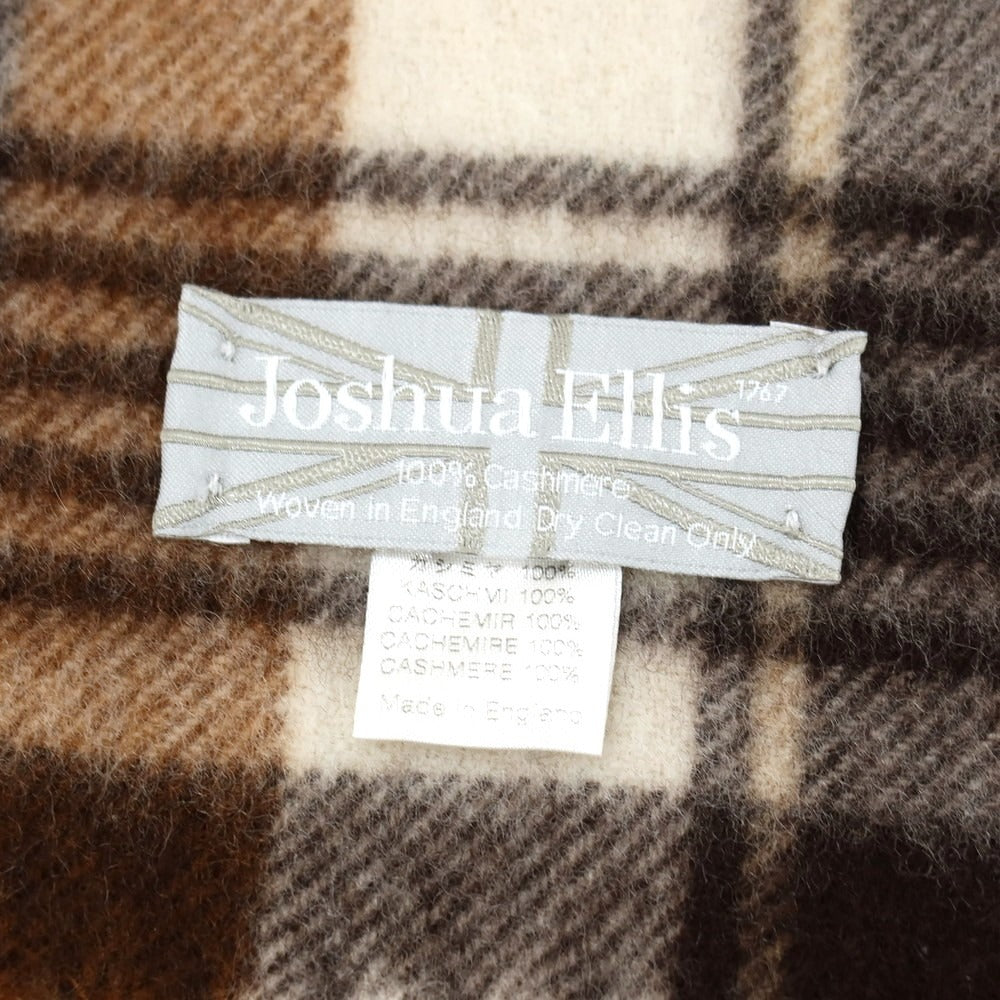 Joshua Ellis 1767
100% Cashmere
Woven in England Dry Clean Only
カシミヤ 100%
KASCHMI 100%
CACHEMIR 100%
CACHEMIRE 100%
CASHMERE 100%
Made in England